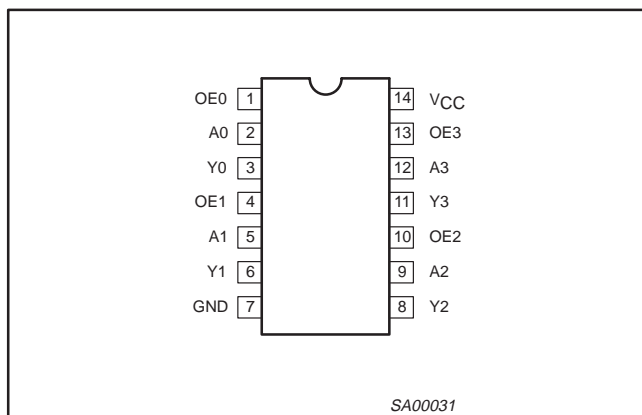 OE0 1 14 VCC
A0 2 13 OE3
Y0 3 12 A3
OE1 4 11 Y3
A1 5 10 OE2
Y1 6 9 A2
GND 7 8 Y2
SA00031